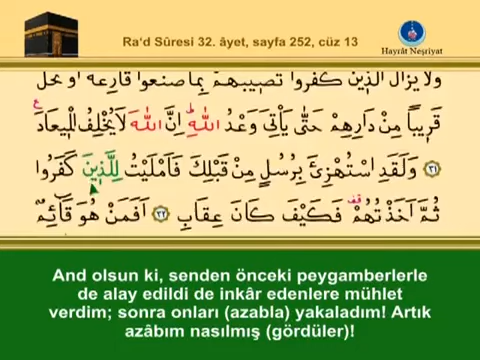 Ra'd Sûresi 32. âyet, sayfa 252, cüz 13
Hayrât Neşriyat
وَلَا يَزَالُ الَّذٖينَ كَفَرُوا تُصٖيبُهُمْ بِمَا صَنَعُوا قَارِعَةٌ اَوْ تَحُلُّ
قَرٖيبًا مِنْ دَارِهِمْ حَتّٰى يَأْتِيَ وَعْدُ اللّٰهِ اِنَّ اللّٰهَ لَا يُخْلِفُ الْمٖيعَادَ
٣١ وَلَقَدِ اسْتُهْزِئَ بِرُسُلٍ مِنْ قَبْلِكَ فَاَمْلَيْتُ لِلَّذٖينَ كَفَرُوا
ثُمَّ اَخَذْتُهُمْ فَكَيْفَ كَانَ عِقَابِ ٣٢ اَفَمَنْ هُوَ قَٓائِمٌ
And olsun ki, senden önceki peygamberlerle
de alay edildi de inkâr edenlere mühlet
verdim; sonra onları (azabla) yakaladım! Artık
azâbım nasılmış (gördüler)!